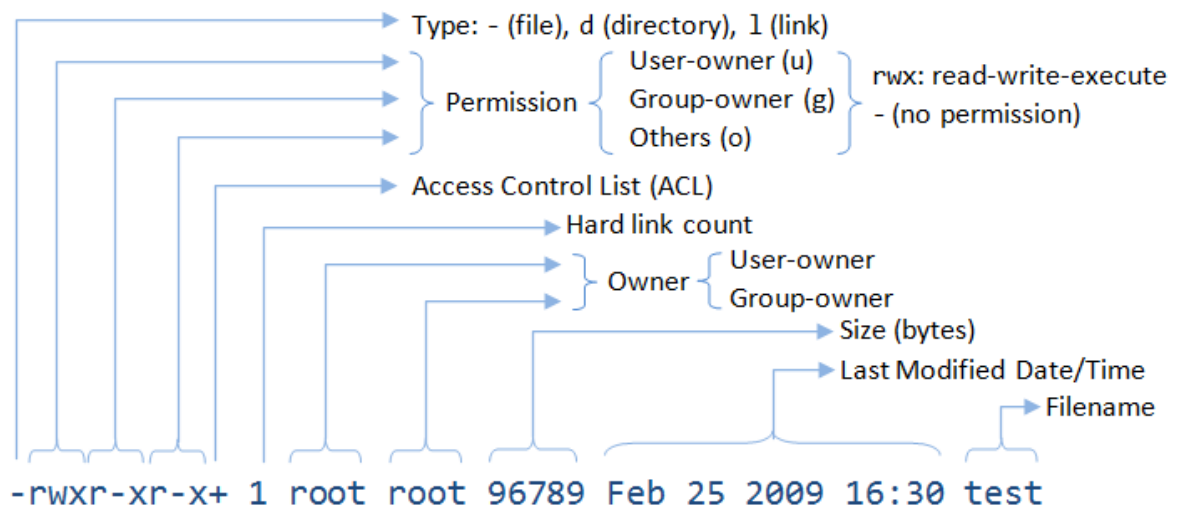 Type: - (file), d (directory), l (link)
Permission
User-owner (u)
Group-owner (g)
Others (o)
rwx: read-write-execute
- (no permission)
Access Control List (ACL)
Hard link count
Owner
User-owner
Group-owner
Size (bytes)
Last Modified Date/Time
Filename
-rwxr-xr-x+ 1 root root 96789 Feb 25 2009 16:30 test